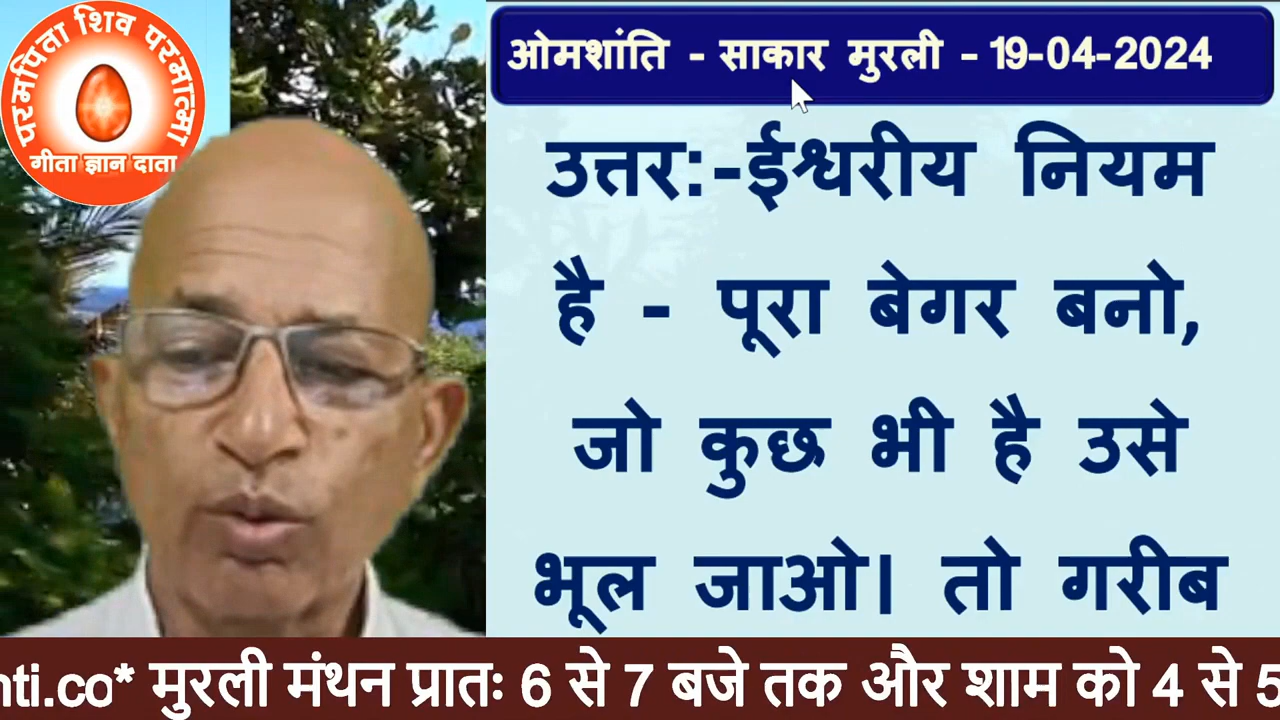 परमपिता शिव परमात्मा
गीता ज्ञान दाता
ओमशांति - साकार मुरली - 19-04-2024
उत्तर:-ईश्वरीय नियम
है - पूरा बेगर बनो,
जो कुछ भी है उसे
भूल जाओ। तो गरीब
nti.co* मुरली मंथन प्रातः 6 से 7 बजे तक और शाम को 4 से 5